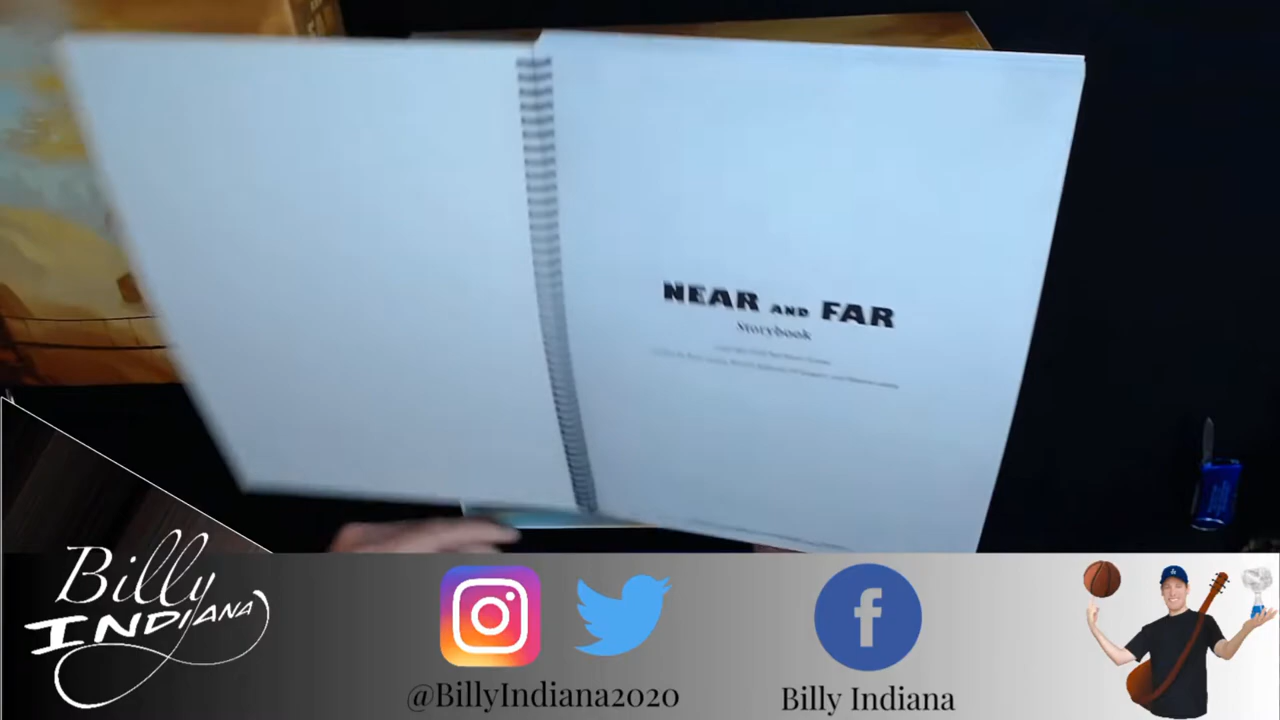 NEAR AND FAR
Storybook
Billy
INDIANA
@BillyIndiana2020
Billy Indiana